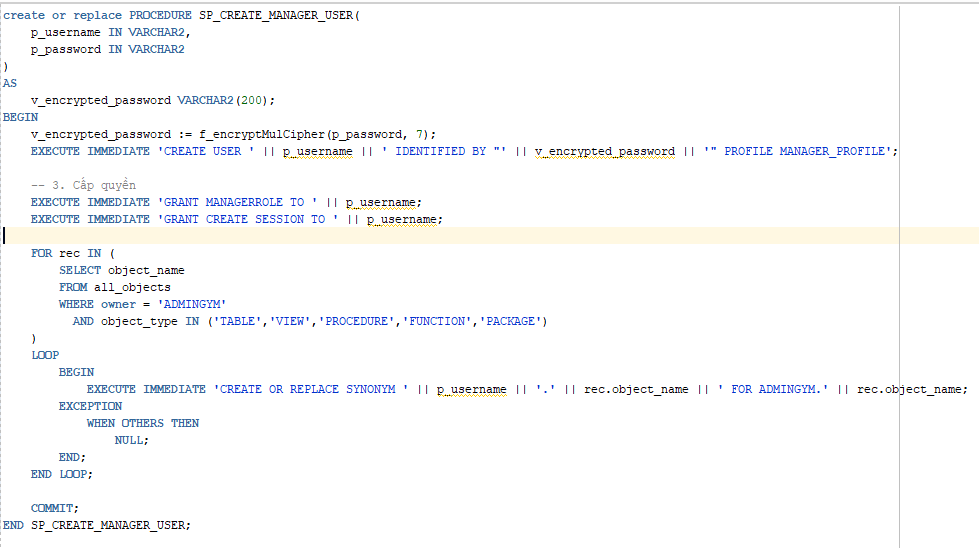 create or replace PROCEDURE SP_CREATE_MANAGER_USER(
    p_username IN VARCHAR2,
    p_password IN VARCHAR2
)
AS
    v_encrypted_password VARCHAR2(200);
BEGIN
    v_encrypted_password := f_encryptMulCipher(p_password, 7);
    EXECUTE IMMEDIATE 'CREATE USER ' || p_username || ' IDENTIFIED BY "' || v_encrypted_password || '" PROFILE MANAGER_PROFILE';
    -- 3. Cấp quyền
    EXECUTE IMMEDIATE 'GRANT MANAGERROLE TO ' || p_username;
    EXECUTE IMMEDIATE 'GRANT CREATE SESSION TO ' || p_username;
    FOR rec IN (
        SELECT object_name
        FROM all_objects
        WHERE owner = 'ADMINGYM'
          AND object_type IN ('TABLE','VIEW','PROCEDURE','FUNCTION','PACKAGE')
    )
    LOOP
        BEGIN
            EXECUTE IMMEDIATE 'CREATE OR REPLACE SYNONYM ' || p_username || '.' || rec.object_name || ' FOR ADMINGYM.' || rec.object_name;
        EXCEPTION
            WHEN OTHERS THEN
                NULL;
        END;
    END LOOP;
    COMMIT;
END SP_CREATE_MANAGER_USER;